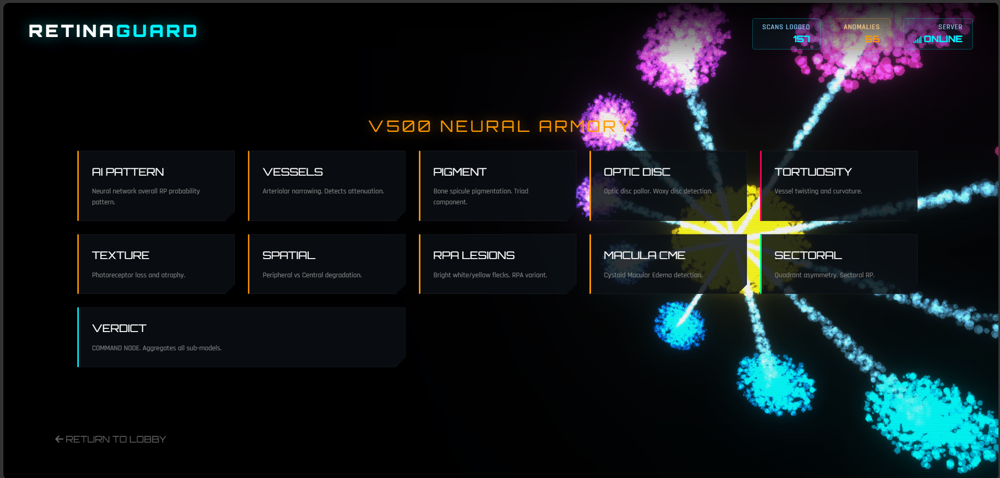 RETINAGUARD
SCANS LOGGED
157
ANOMALIES
56
SERVER
ONLINE
V500 NEURAL ARMORY
AI PATTERN
Neural network overall RP probability
pattern.
VESSELS
Arteriolar narrowing. Detects attenuation.
PIGMENT
Bone spicule pigmentation. Triad
component.
OPTIC DISC
Optic disc pallor. Waxy disc detection.
TORTUOSITY
Vessel twisting and curvature.
TEXTURE
Photoreceptor loss and atrophy.
SPATIAL
Peripheral vs Central degradation.
RPA LESIONS
Bright white/yellow flecks. RPA variant.
MACULA CME
Cystoid Macular Edema detection.
SECTORAL
Quadrant asymmetry. Sectoral RP.
VERDICT
COMMAND NODE. Aggregates all sub-models.
← RETURN TO LOBBY